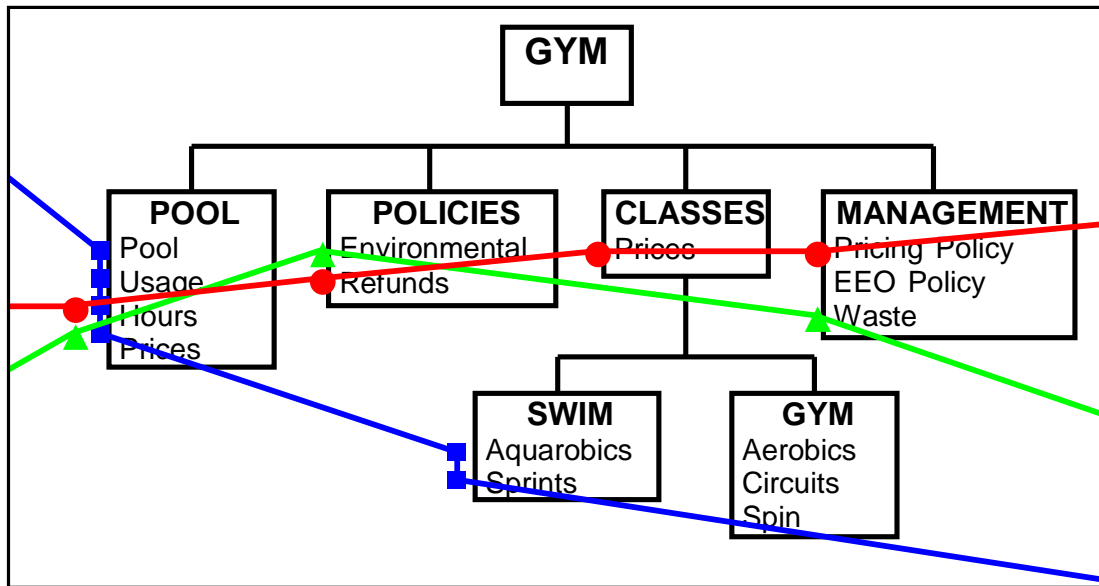 GYM
POOL
Pool
Usage
Hours
Prices
POLICIES
Environmental
Refunds
CLASSES
Prices
MANAGEMENT
Pricing Policy
EEO Policy
Waste
SWIM
Aquarobics
Sprints
GYM
Aerobics
Circuits
Spin